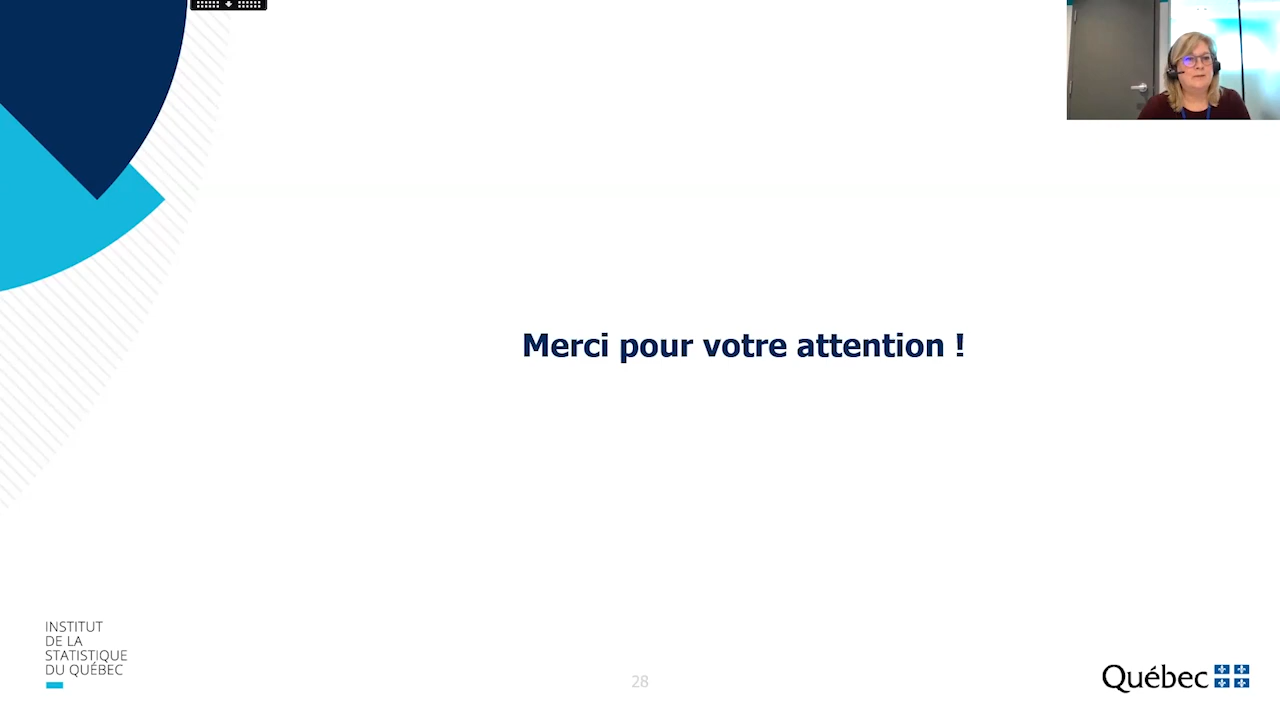 Merci pour votre attention !
INSTITUT
DE LA
STATISTIQUE
DU QUÉBEC
28
Québec